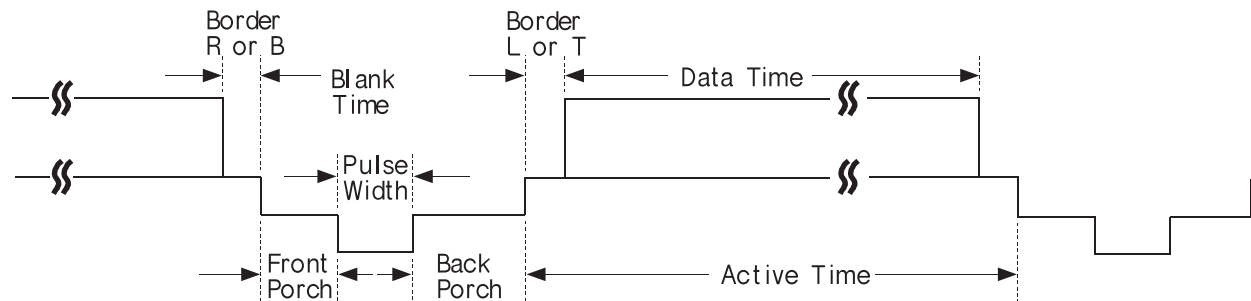 Border
R or B
Border
L or T
Blank
Time
Data Time
Pulse
Width
Front
Porch
Back
Porch
Active Time